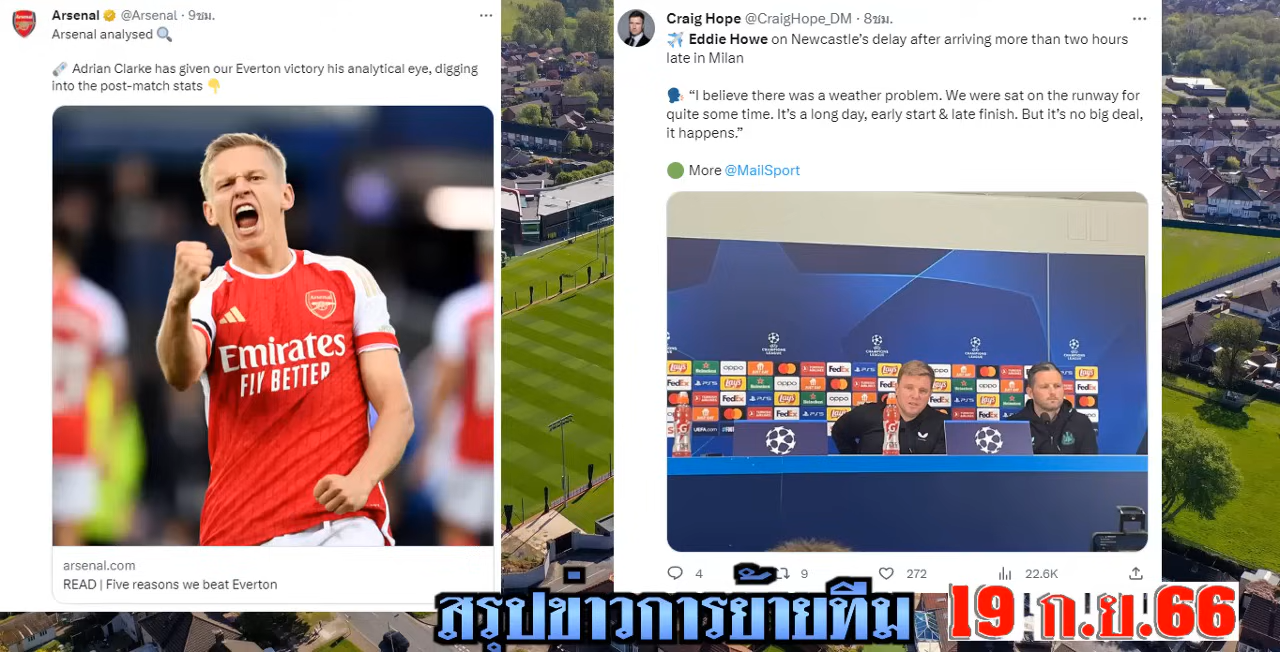 Arsenal @Arsenal · 9ชม.
Arsenal analysed
Adrian Clarke has given our Everton victory his analytical eye, digging
into the post-match stats
Arsenal
Emirates
FLY BETTER
arsenal.com
READ | Five reasons we beat Everton
Craig Hope @CraigHope_DM · 8ชม.
Eddie Howe on Newcastle’s delay after arriving more than two hours
late in Milan
“I believe there was a weather problem. We were sat on the runway for
quite some time. It’s a long day, early start & late finish. But it’s no big deal,
it happens.”
More @MailSport
4 9 272 22.6K
สรุปข่าวการย้ายทีม 19 ก.ย.66